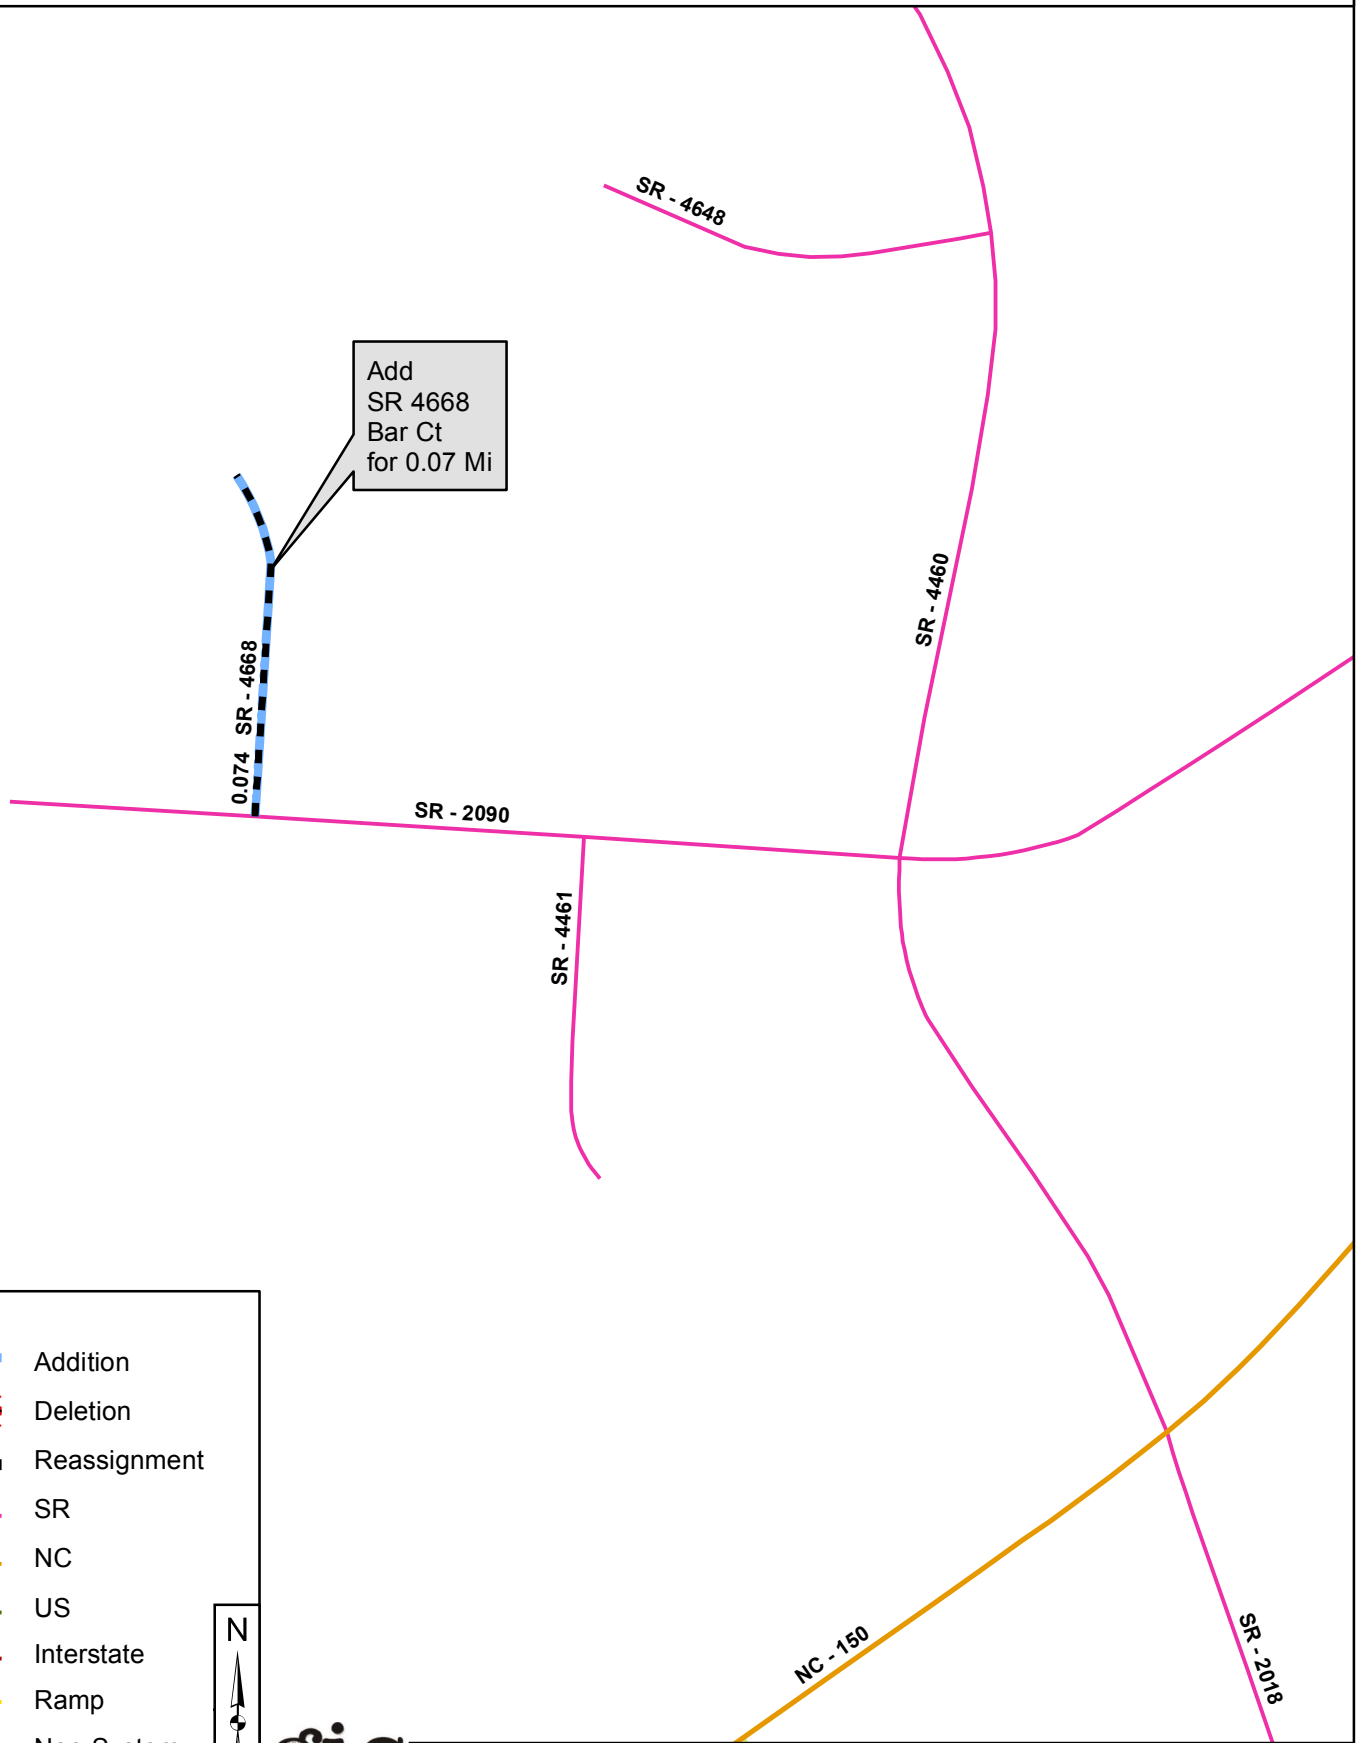 SR - 4648
Add
SR 4668
Bar Ct
for 0.07 Mi
SR - 4460
0.074 SR - 4668
SR - 2090
SR - 4461
Addition
Deletion
Reassignment
SR
NC
US
Interstate
Ramp
N
NC - 150
SR - 2018